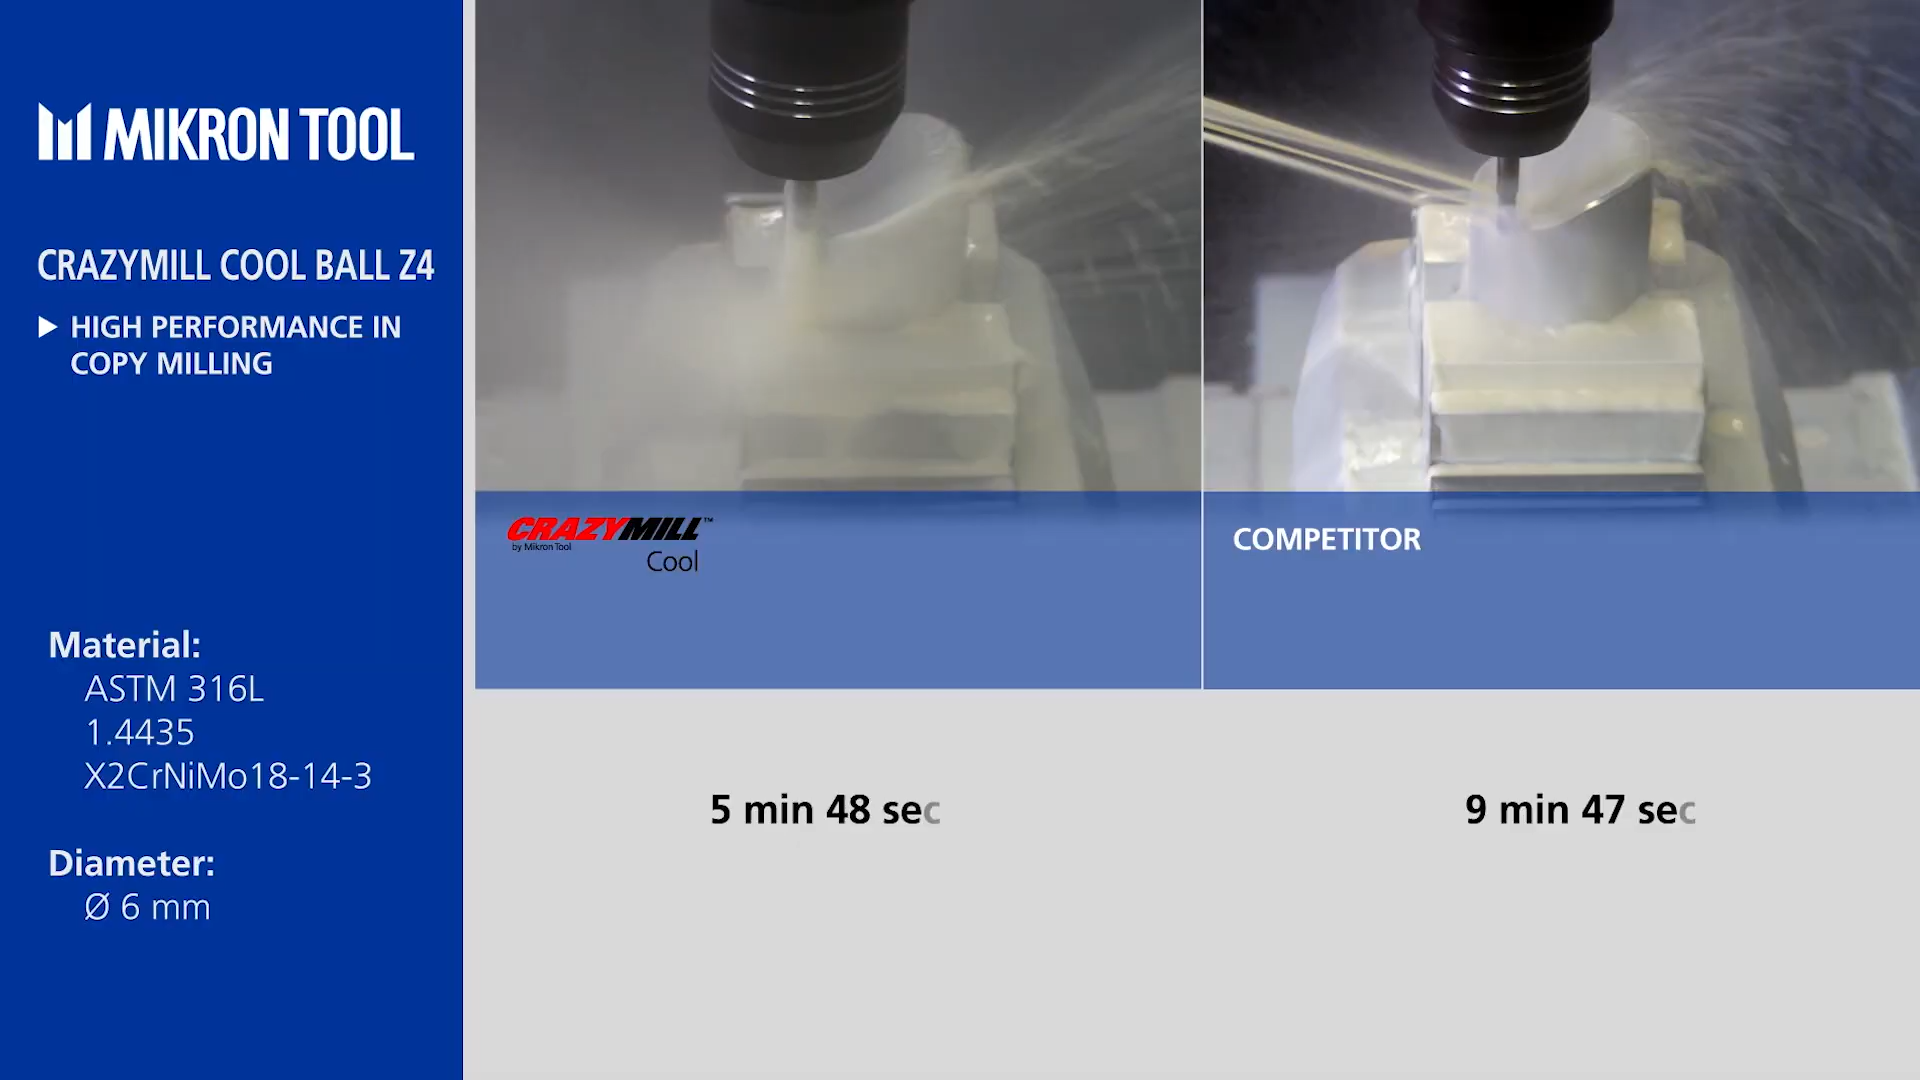 MIKRON TOOL
CRAZYMILL COOL BALL Z4
▶ HIGH PERFORMANCE IN
COPY MILLING
Material:
ASTM 316L
1.4435
X2CrNiMo18-14-3
Diameter:
Ø 6 mm
CRAZYMILL™
by Mikron Tool
Cool
COMPETITOR
5 min 48 sec
9 min 47 sec